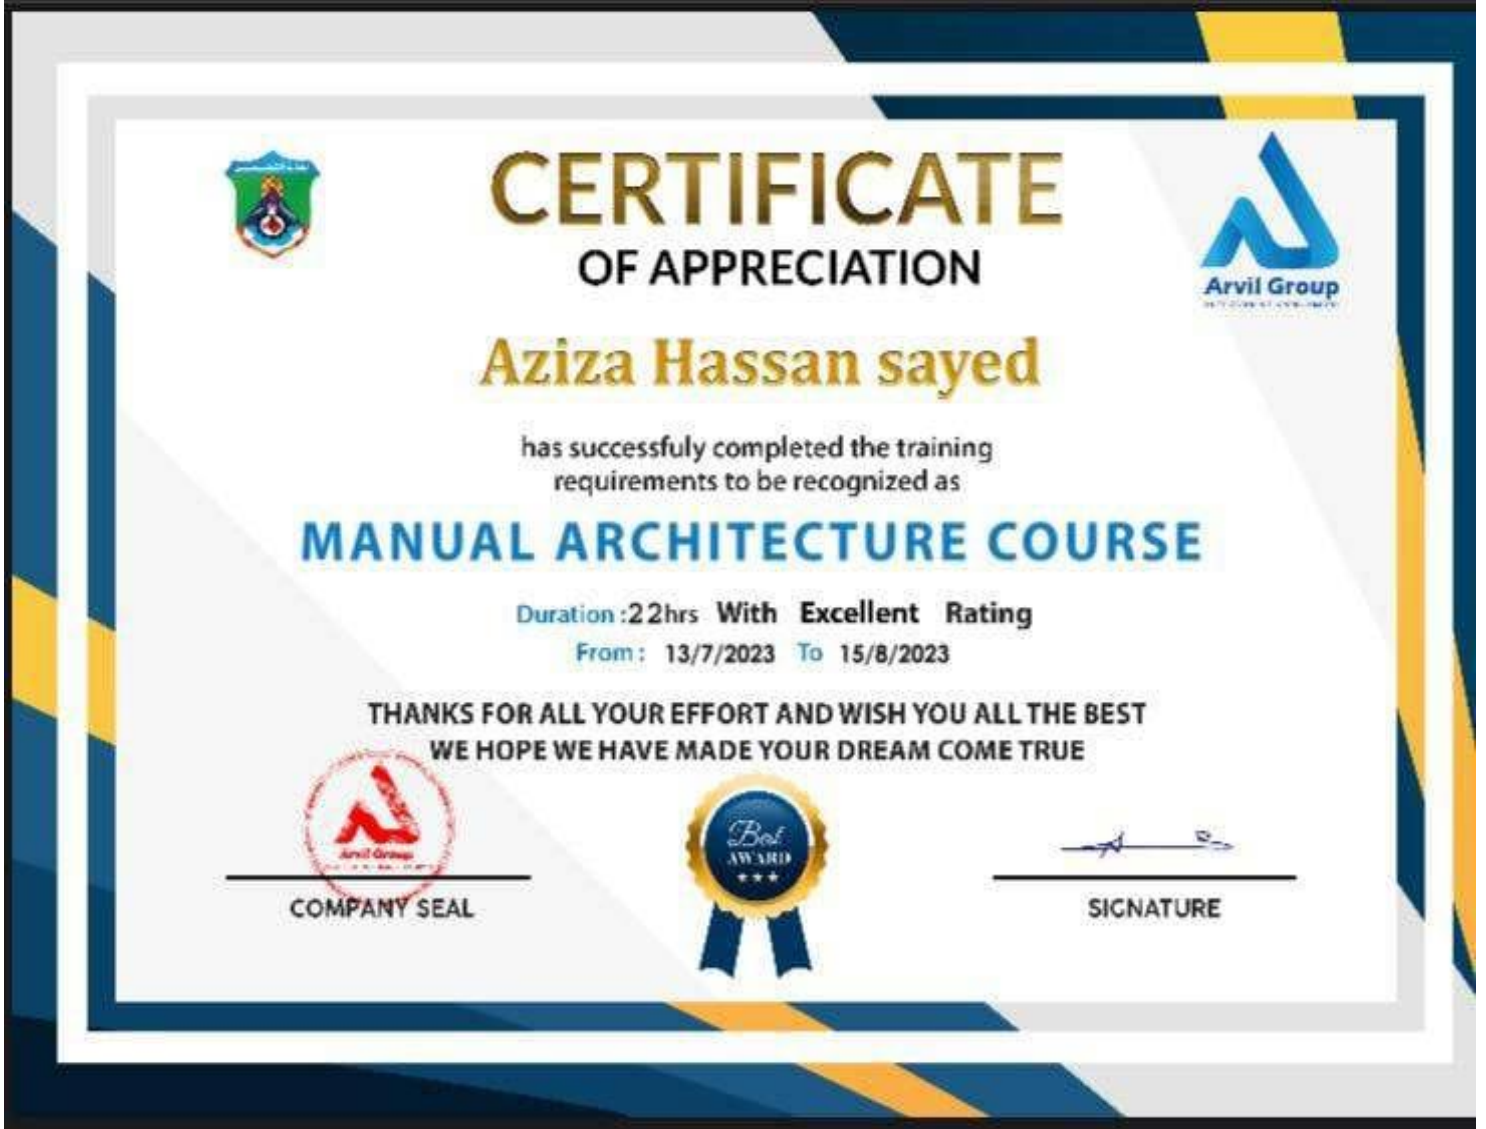 CERTIFICATE
OF APPRECIATION
Arvil Group
Aziza Hassan sayed
has successfuly completed the training
requirements to be recognized as
MANUAL ARCHITECTURE COURSE
Duration :22hrs With Excellent Rating
From : 13/7/2023 To 15/8/2023
THANKS FOR ALL YOUR EFFORT AND WISH YOU ALL THE BEST
WE HOPE WE HAVE MADE YOUR DREAM COME TRUE
Arvil Group
Best
AWARD
COMPANY SEAL
SIGNATURE